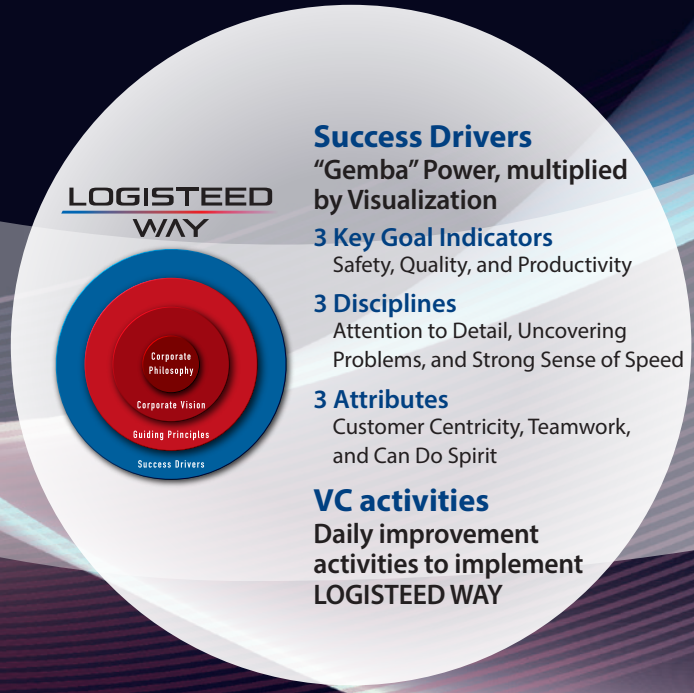 LOGISTEED
WAY
Corporate
Philosophy
Corporate Vision
Guiding Principles
Success Drivers
Success Drivers
“Gemba” Power, multiplied
by Visualization
3 Key Goal Indicators
Safety, Quality, and Productivity
3 Disciplines
Attention to Detail, Uncovering
Problems, and Strong Sense of Speed
3 Attributes
Customer Centricity, Teamwork,
and Can Do Spirit
VC activities
Daily improvement
activities to implement
LOGISTEED WAY